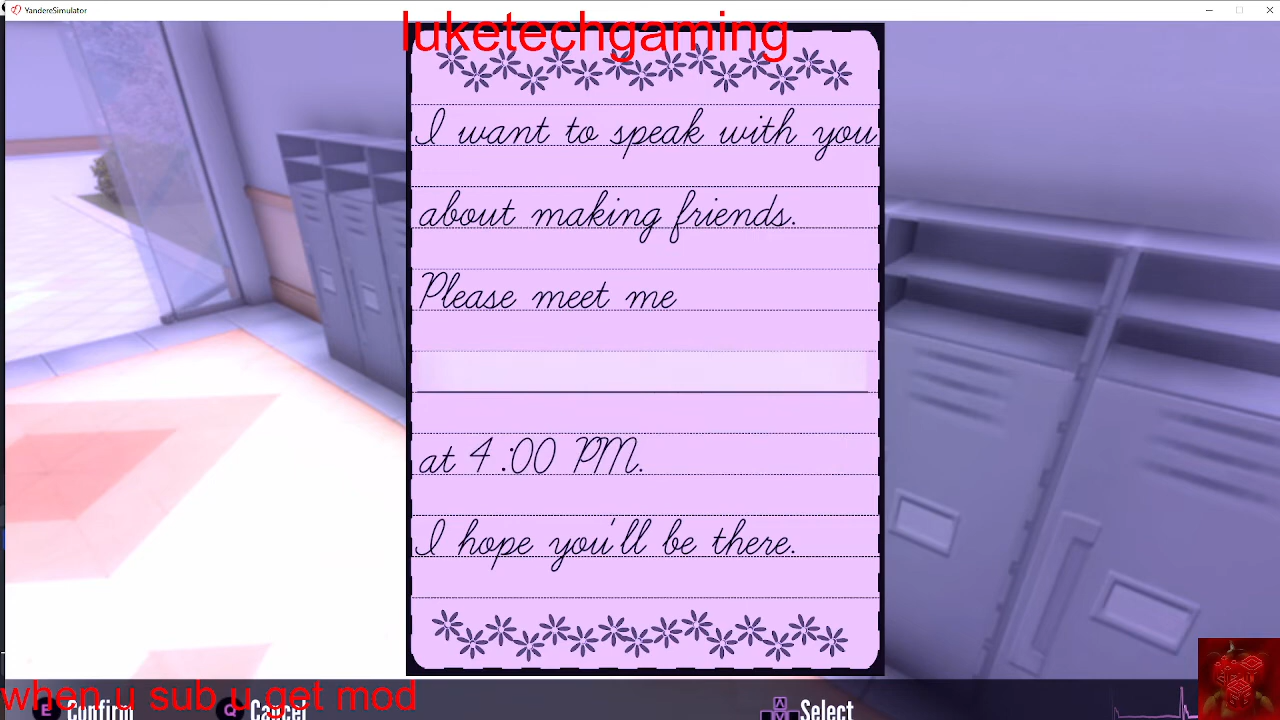 YandereSimulator
luketechgaming
I want to speak with you
about making friends.
Please meet me
at 4:00 PM.
I hope you'll be there.
when u sub u get mod
E Confirm
Q Cancel
Select